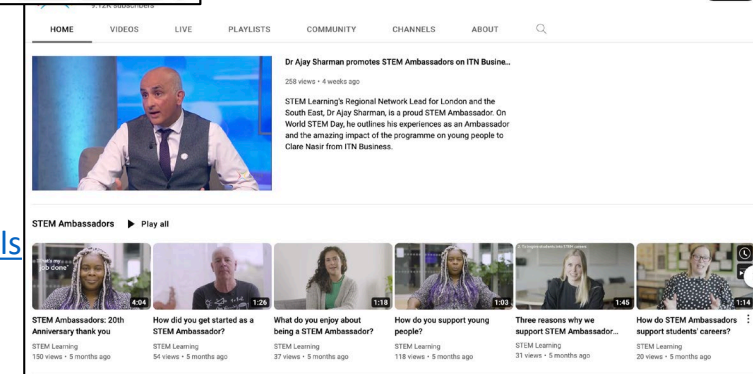 9.12K subscribers
HOME VIDEOS LIVE PLAYLISTS COMMUNITY CHANNELS ABOUT
Dr Ajay Sharman promotes STEM Ambassadors on ITN Busine...
258 views • 4 weeks ago
STEM Learning's Regional Network Lead for London and the
South East, Dr Ajay Sharman, is a proud STEM Ambassador. On
World STEM Day, he outlines his experiences as an Ambassador
and the amazing impact of the programme on young people to
Clare Nasir from ITN Business.
ls
STEM Ambassadors Play all
"What's my
job done"
4:04
1:26
1:18
1:03
1:45
1:14
STEM Ambassadors: 20th
Anniversary thank you
STEM Learning
150 views • 5 months ago
How did you get started as a
STEM Ambassador?
STEM Learning
54 views • 5 months ago
What do you enjoy about
being a STEM Ambassador?
STEM Learning
37 views • 5 months ago
How do you support young
people?
STEM Learning
118 views • 5 months ago
Three reasons why we
support STEM Ambassador...
STEM Learning
31 views • 5 months ago
How do STEM Ambassadors
support students' careers?
STEM Learning
20 views • 5 months ago